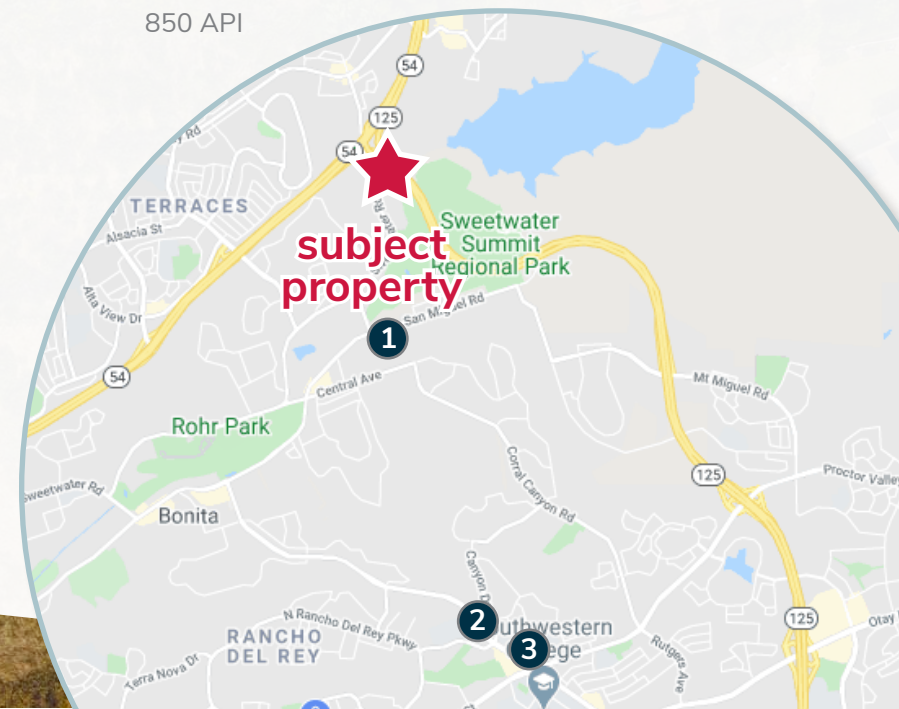 850 API
54
125
54
TERRACES
Alsacia St
Sweetwater
Summit
Regional Park
subject
property
Alta View Dr
San Miguel Rd
1
54
Central Ave
Mt Miguel Rd
Rohr Park
Corral Canyon Rd
125
Proctor Valley
Sweetwater Rd
Bonita
Canyon D
2
uthwestern
ege
3
N Rancho Del Rey Pkwy
RANCHO
DEL REY
Terra Nova Dr
Rutgers Ave
125
Otay